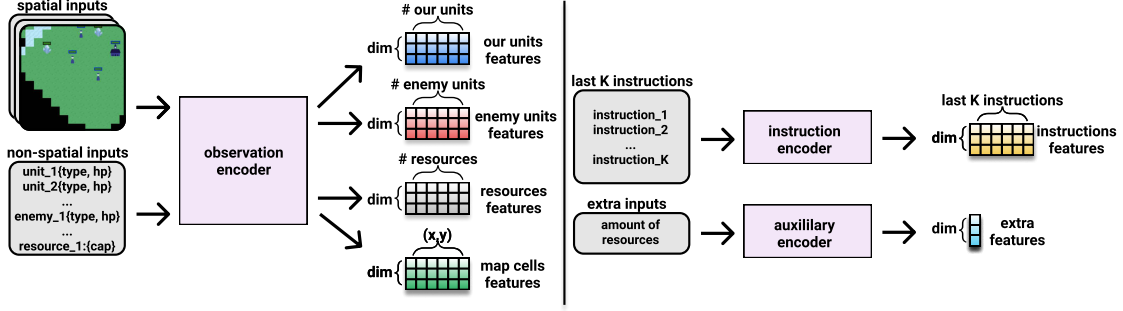 spatial inputs
non-spatial inputs
unit_1{type, hp}
unit_2{type, hp}
...
enemy_1{type, hp}
...
resource_1:{cap}
observation
encoder
# our units
dim
our units
features
# enemy units
dim
enemy units
features
# resources
dim
resources
features
(x,y)
dim
map cells
features
last K instructions
instruction_1
instruction_2
...
instruction_K
instruction
encoder
last K instructions
dim
instructions
features
extra inputs
amount of
resources
auxililary
encoder
dim
extra
features